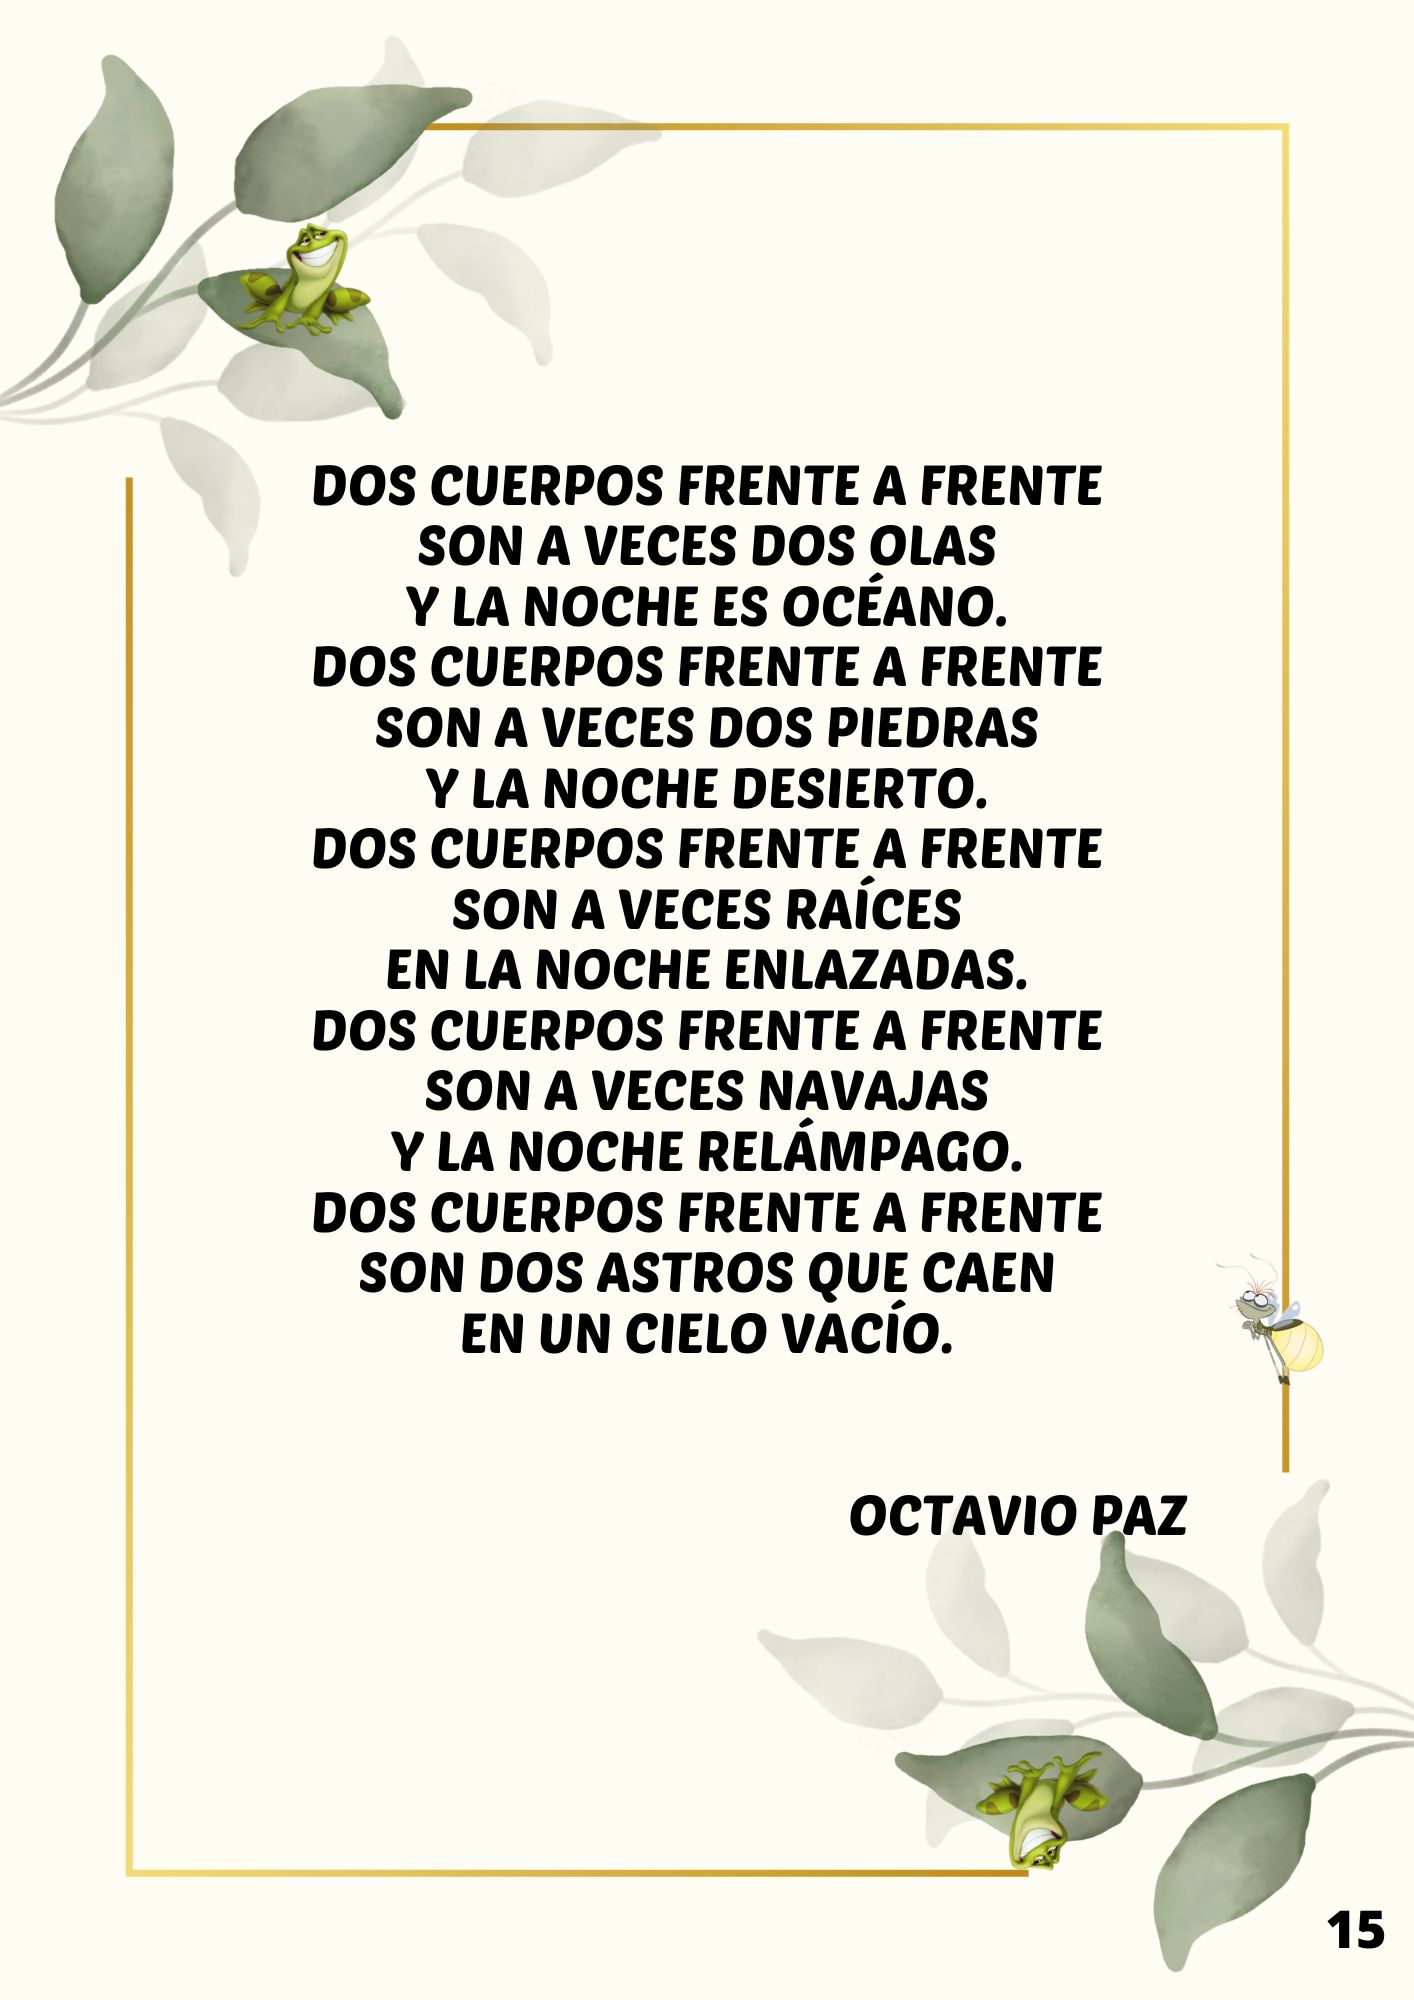 DOS CUERPOS FRENTE A FRENTE
SON A VECES DOS OLAS
Y LA NOCHE ES OCÉANO.
DOS CUERPOS FRENTE A FRENTE
SON A VECES DOS PIEDRAS
Y LA NOCHE DESIERTO.
DOS CUERPOS FRENTE A FRENTE
SON A VECES RAÍCES
EN LA NOCHE ENLAZADAS.
DOS CUERPOS FRENTE A FRENTE
SON A VECES NAVAJAS
Y LA NOCHE RELÁMPAGO.
DOS CUERPOS FRENTE A FRENTE
SON DOS ASTROS QUE CAEN
EN UN CIELO VACÍO.
OCTAVIO PAZ
15